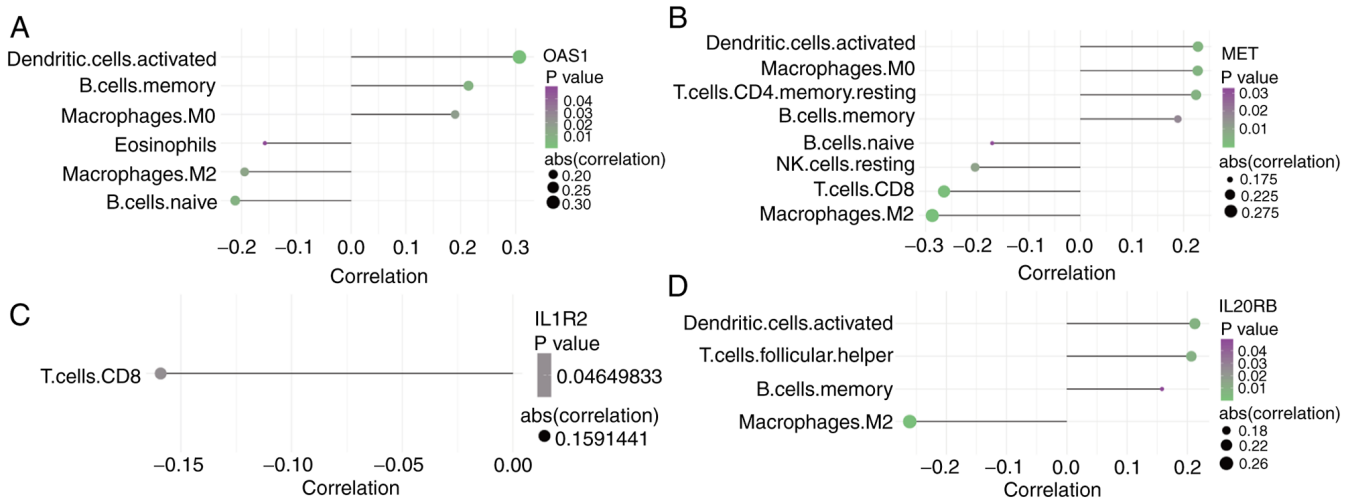 A
Dendritic.cells.activated
B.cells.memory
Macrophages.M0
Eosinophils
Macrophages.M2
B.cells.naive
−0.2 −0.1 0.0 0.1 0.2 0.3
Correlation
OAS1
P value
0.04
0.03
0.02
0.01
abs(correlation)
0.20
0.25
0.30
B
Dendritic.cells.activated
Macrophages.M0
T.cells.CD4.memory.resting
B.cells.memory
B.cells.naive
NK.cells.resting
T.cells.CD8
Macrophages.M2
−0.3 −0.2 −0.1 0.0 0.1 0.2
Correlation
MET
P value
0.03
0.02
0.01
abs(correlation)
0.175
0.225
0.275
C
T.cells.CD8
−0.15 −0.10 −0.05 0.00
Correlation
IL1R2
P value
0.04649833
abs(correlation)
0.1591441
D
Dendritic.cells.activated
T.cells.follicular.helper
B.cells.memory
Macrophages.M2
−0.2 −0.1 0.0 0.1 0.2
Correlation
IL20RB
P value
0.04
0.03
0.02
0.01
abs(correlation)
0.18
0.22
0.26